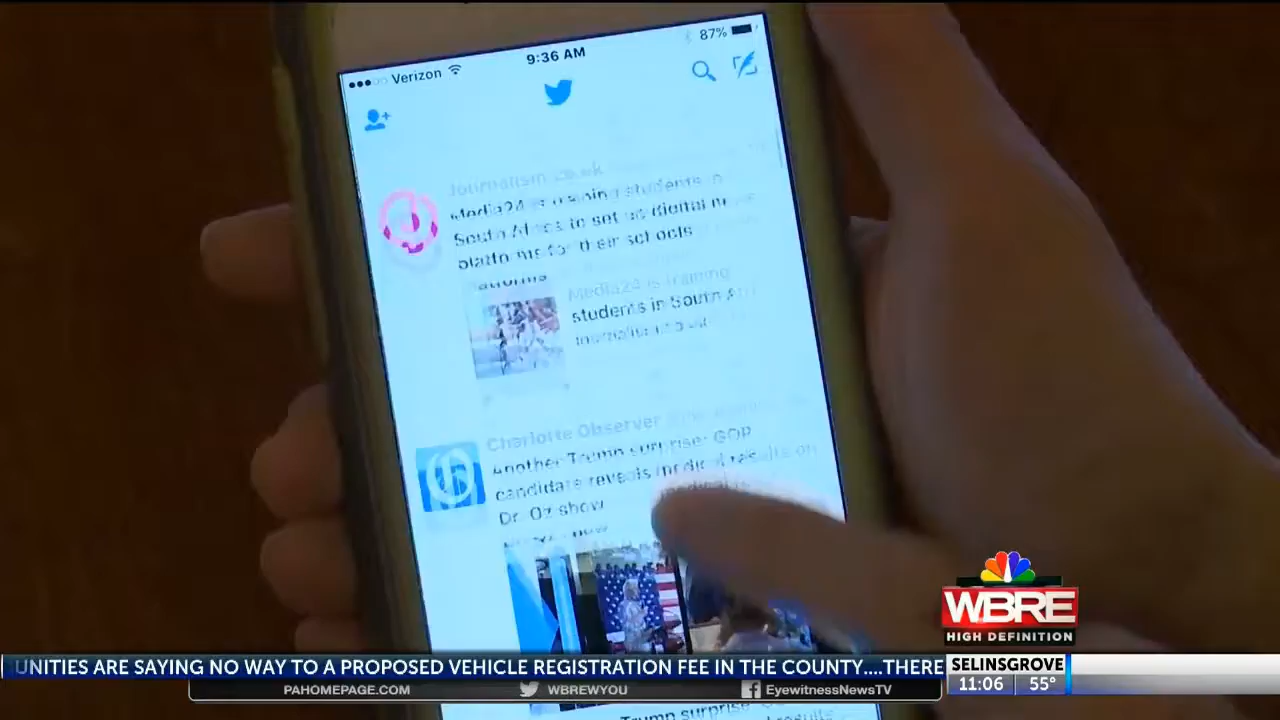 Verizon
9:36 AM
87%
Journalism.co.uk
Media24 is training students in
South Africa to set up digital
platforms for their schools
Media24 is training
students in South
Charlotte Observer
Another Trump surprise: GOP
candidate reveals medical results on
Dr. Oz show
Trump surprise
WBRE
HIGH DEFINITION
UNITIES ARE SAYING NO WAY TO A PROPOSED VEHICLE REGISTRATION FEE IN THE COUNTY....THERE
SELINSGROVE
11:06 55°
PAHOMEPAGE.COM WBREWYOU EyewitnessNewsTV